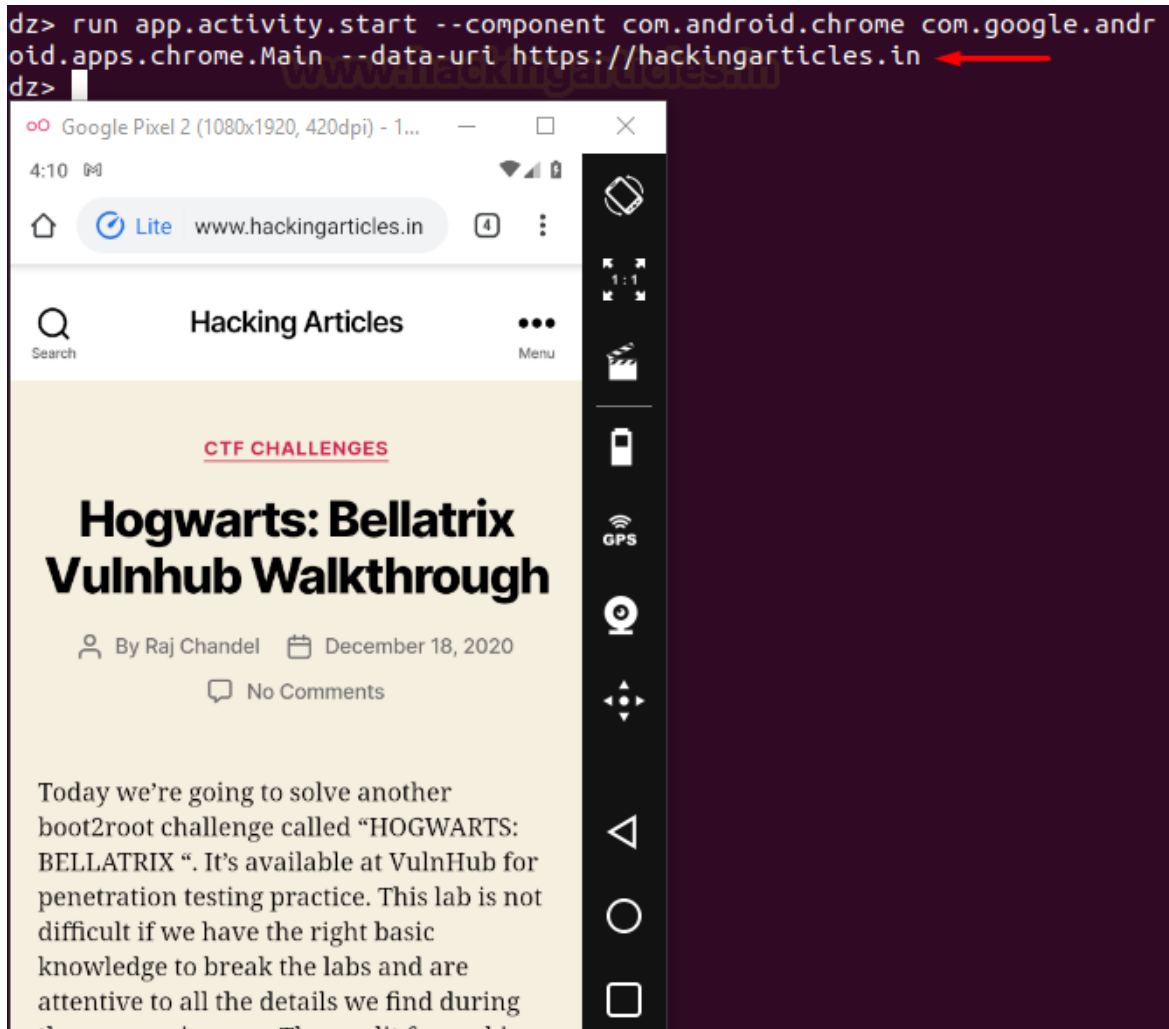 dz> run app.activity.start --component com.android.chrome com.google.andr
oid.apps.chrome.Main --data-uri https://hackingarticles.in
www.hackingarticles.in
dz>
Google Pixel 2 (1080x1920, 420dpi) - 1...
4:10
Lite www.hackingarticles.in 4
Hacking Articles
Search
Menu
1:1
CTF CHALLENGES
Hogwarts: Bellatrix
Vulnhub Walkthrough
GPS
By Raj Chandel December 18, 2020
No Comments
Today we’re going to solve another
boot2root challenge called “HOGWARTS:
BELLATRIX “. It’s available at VulnHub for
penetration testing practice. This lab is not
difficult if we have the right basic
knowledge to break the labs and are
attentive to all the details we find during